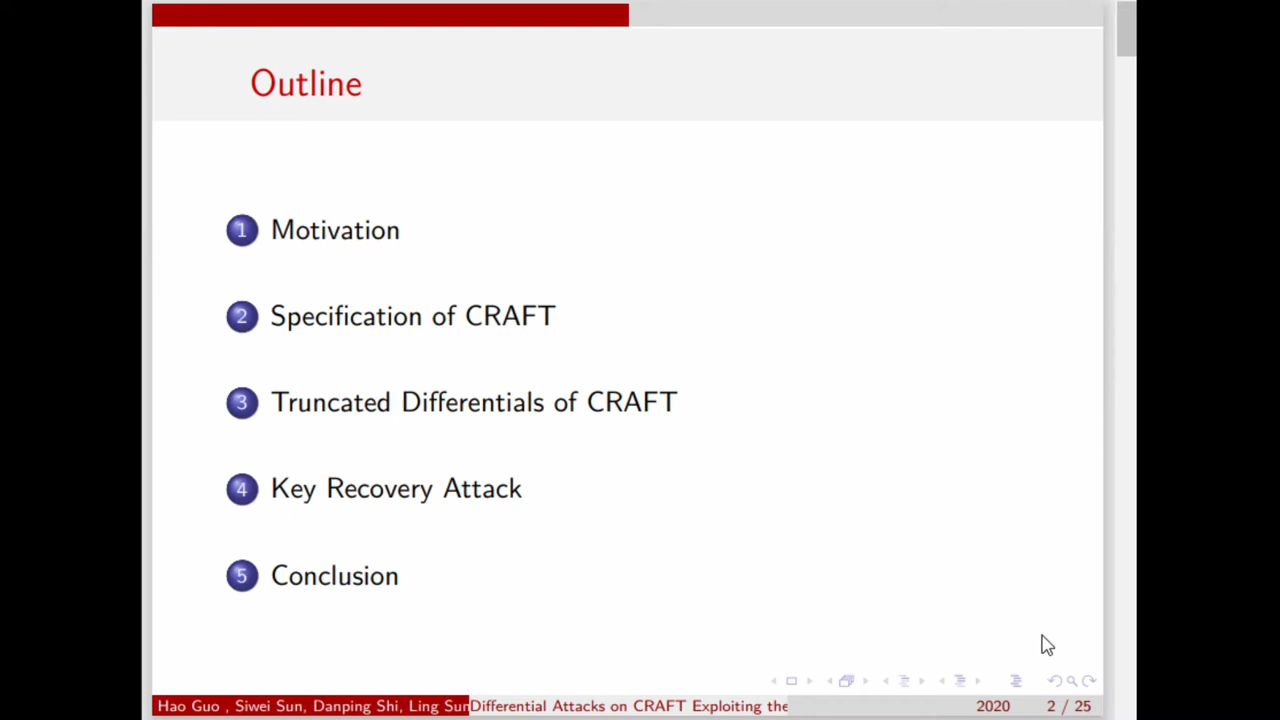 Outline
1 Motivation
2 Specification of CRAFT
3 Truncated Differentials of CRAFT
4 Key Recovery Attack
5 Conclusion
Hao Guo , Siwei Sun, Danping Shi, Ling Sun Differential Attacks on CRAFT Exploiting the 2020 2 / 25